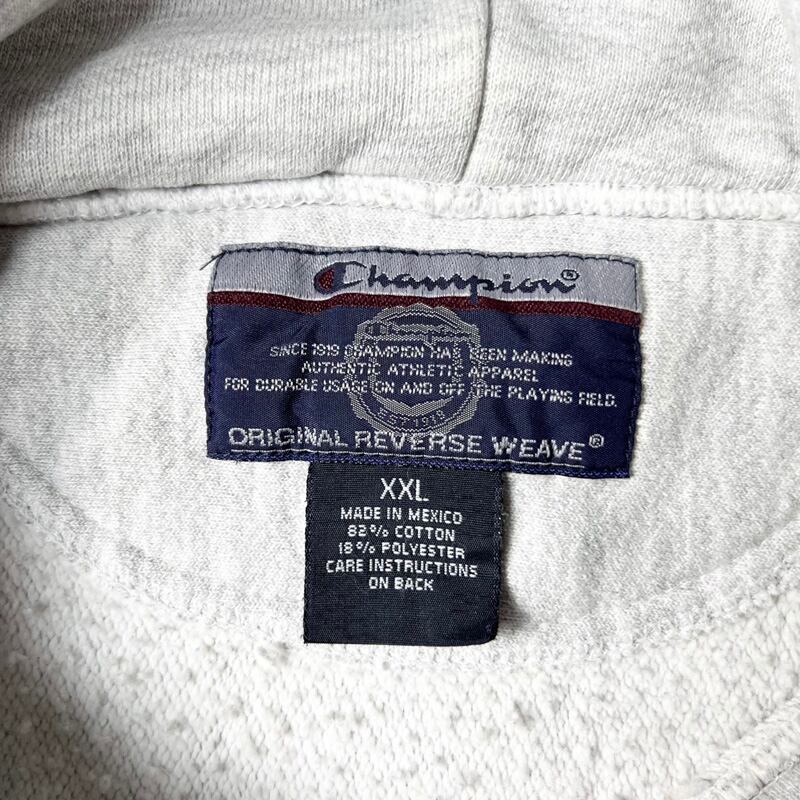 Champion®
Champion
SINCE 1919 CHAMPION HAS BEEN MAKING
AUTHENTIC ATHLETIC APPAREL
FOR DURABLE USAGE ON AND OFF THE PLAYING FIELD.
EST 1919
ORIGINAL REVERSE WEAVE®
XXL
MADE IN MEXICO
82% COTTON
18% POLYESTER
CARE INSTRUCTIONS
ON BACK